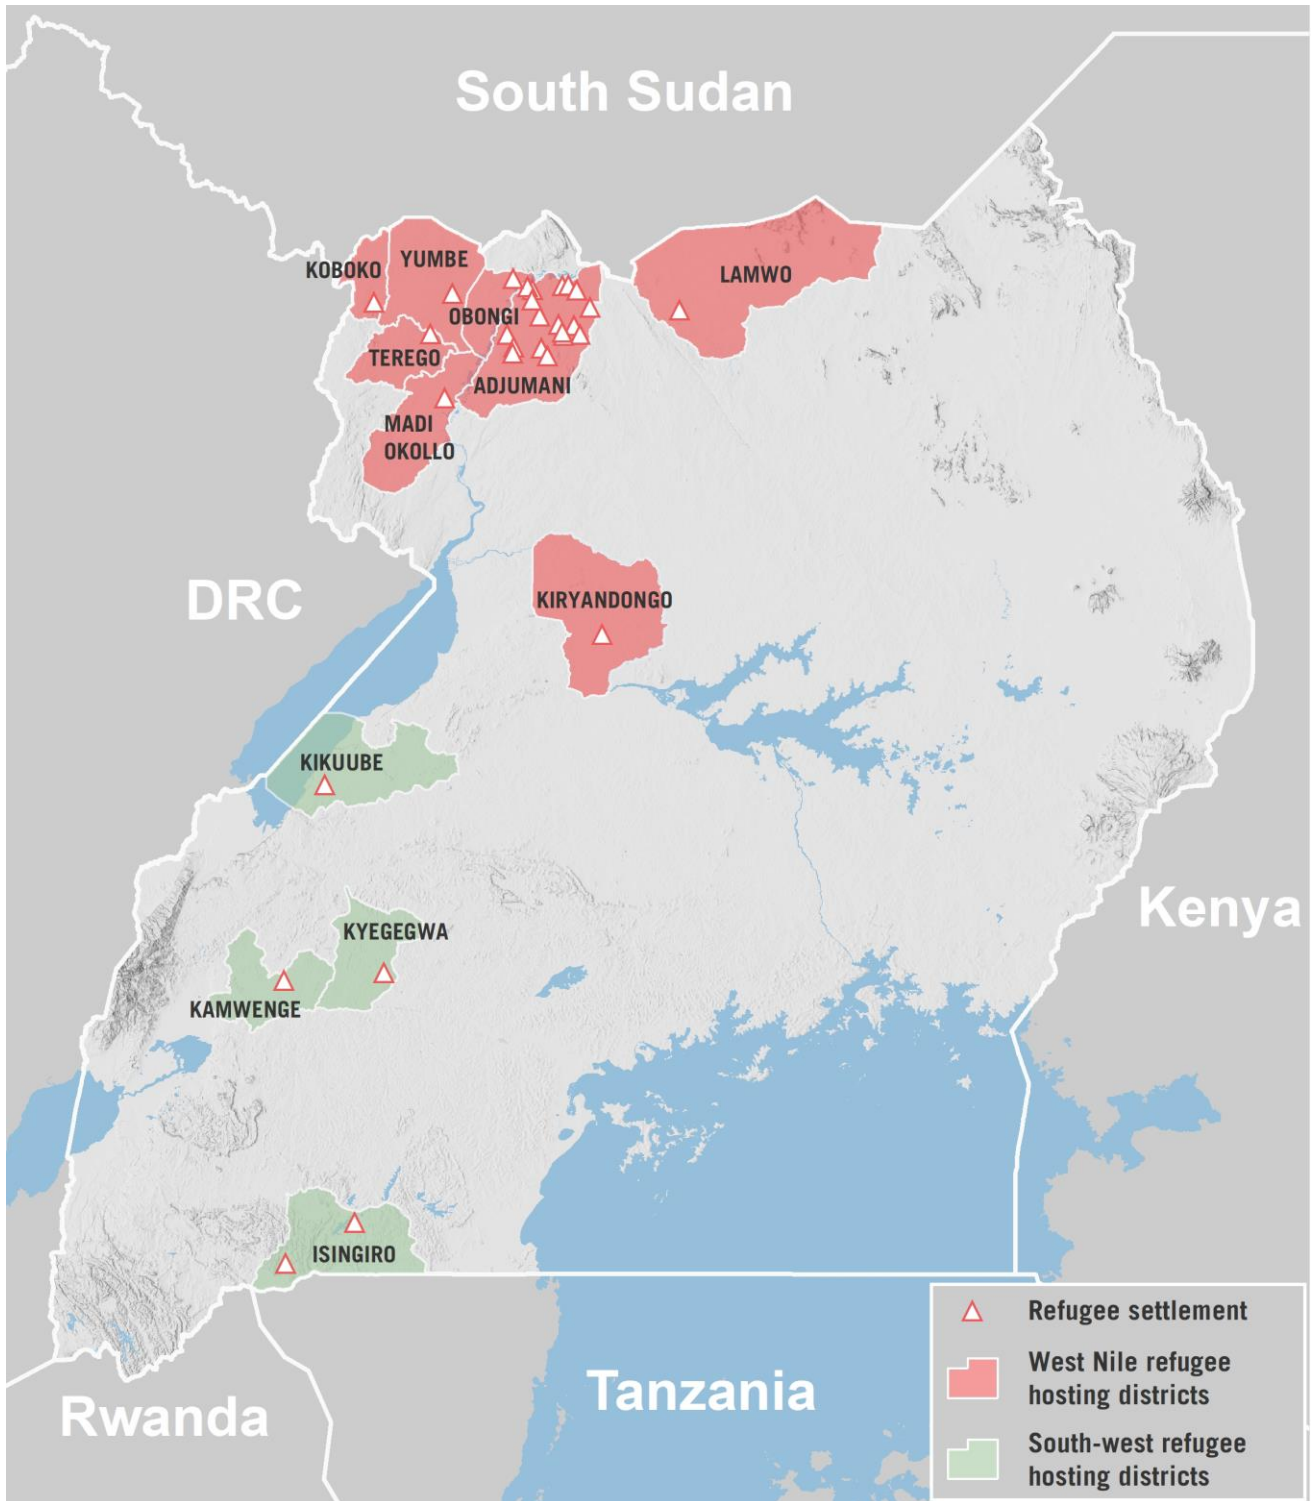 South Sudan
YUMBE
KOBOKO
LAMWO
OBONGI
TEREGO
ADJUMANI
MADI
OKOLLO
DRC
KIRYANDONGO
KIKUUBE
Kenya
KYEGEGWA
KAMWENGE
ISINGIRO
Rwanda
Tanzania
Refugee settlement
West Nile refugee
hosting districts
South-west refugee
hosting districts